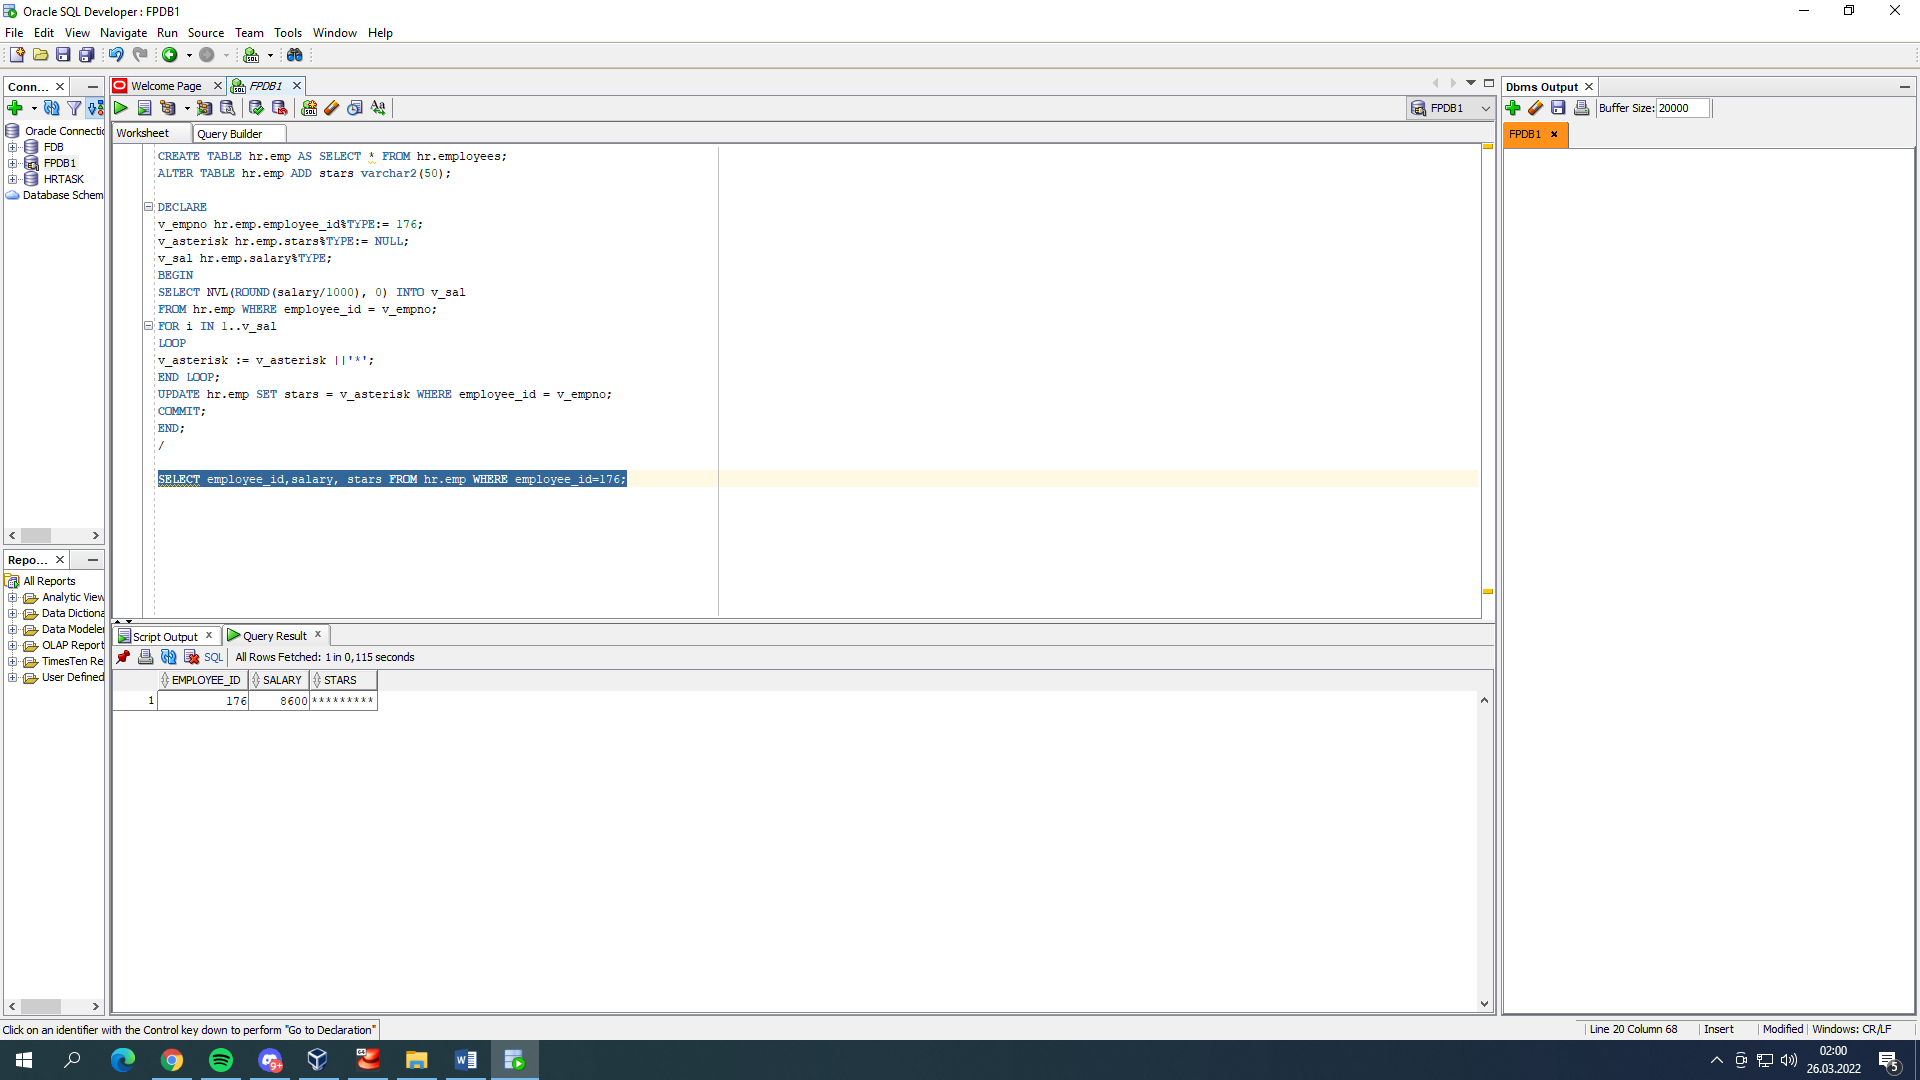 Oracle SQL Developer : FPDB1
File Edit View Navigate Run Source Team Tools Window Help
Conn...
Oracle Connectio
FDB
FPDB1
HRTASK
Database Schem
Welcome Page
FPDB1
FPDB1
Worksheet
Query Builder
CREATE TABLE hr.emp AS SELECT * FROM hr.employees;
ALTER TABLE hr.emp ADD stars varchar2(50);
DECLARE
v_empno hr.emp.employee_id%TYPE:= 176;
v_asterisk hr.emp.stars%TYPE:= NULL;
v_sal hr.emp.salary%TYPE;
BEGIN
SELECT NVL(ROUND(salary/1000), 0) INTO v_sal
FROM hr.emp WHERE employee_id = v_empno;
FOR i IN 1..v_sal
LOOP
v_asterisk := v_asterisk ||'*';
END LOOP;
UPDATE hr.emp SET stars = v_asterisk WHERE employee_id = v_empno;
COMMIT;
END;
/
SELECT employee_id,salary, stars FROM hr.emp WHERE employee_id=176;
Dbms Output
Buffer Size: 20000
FPDB1
Repo...
All Reports
Analytic View
Data Dictiona
Data Modeler
OLAP Report
TimesTen Re
User Defined
Script Output
Query Result
SQL All Rows Fetched: 1 in 0,115 seconds
EMPLOYEE_ID SALARY STARS
1 176 8600 *********
Click on an identifier with the Control key down to perform "Go to Declaration"
Line 20 Column 68 Insert Modified Windows: CR/LF
9+
64
02:00
26.03.2022
5